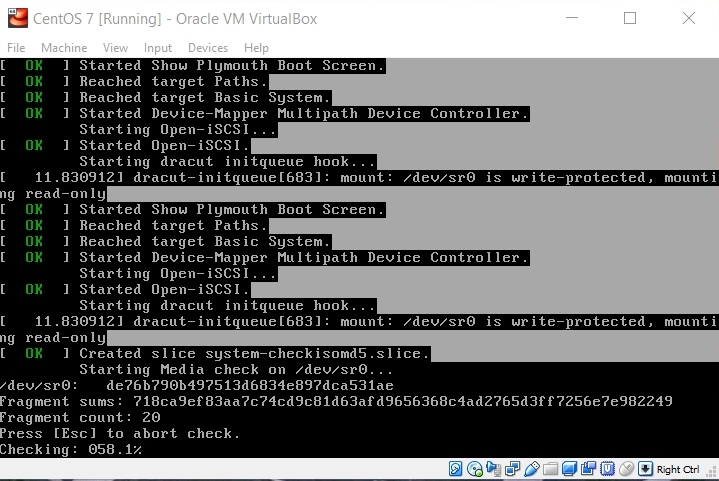 CentOS 7 [Running] - Oracle VM VirtualBox
File Machine View Input Devices Help
[ OK ] Started Show Plymouth Boot Screen.
[ OK ] Reached target Paths.
[ OK ] Reached target Basic System.
[ OK ] Started Device-Mapper Multipath Device Controller.
Starting Open-iSCSI...
[ OK ] Started Open-iSCSI.
Starting dracut initqueue hook...
[ 11.830912] dracut-initqueue[683]: mount: /dev/sr0 is write-protected, mounti
ng read-only
[ OK ] Started Show Plymouth Boot Screen.
[ OK ] Reached target Paths.
[ OK ] Reached target Basic System.
[ OK ] Started Device-Mapper Multipath Device Controller.
Starting Open-iSCSI...
[ OK ] Started Open-iSCSI.
Starting dracut initqueue hook...
[ 11.830912] dracut-initqueue[683]: mount: /dev/sr0 is write-protected, mounti
ng read-only
[ OK ] Created slice system-checkisomd5.slice.
Starting Media check on /dev/sr0...
/dev/sr0: de76b790b497513d6834e897dca531ae
Fragment sums: 718ca9ef83aa7c74cd9c81d63afd9656368c4ad2765d3ff7256e7e982249
Fragment count: 20
Press [Esc] to abort check.
Checking: 058.1%
Right Ctrl